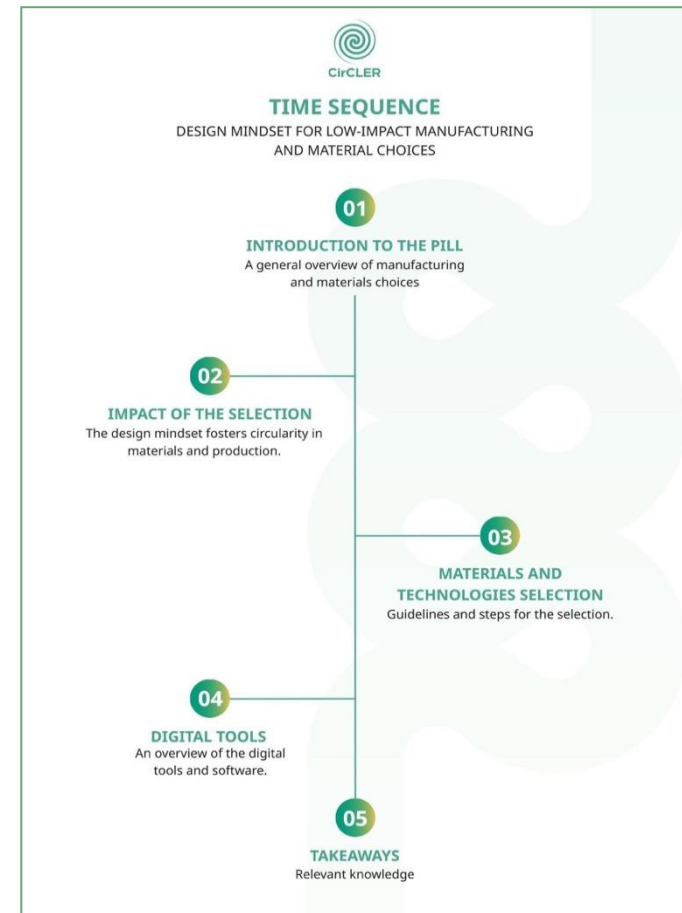 CirCLER
TIME SEQUENCE
DESIGN MINDSET FOR LOW-IMPACT MANUFACTURING
AND MATERIAL CHOICES
01
INTRODUCTION TO THE PILL
A general overview of manufacturing
and materials choices
02
IMPACT OF THE SELECTION
The design mindset fosters circularity in
materials and production.
03
MATERIALS AND
TECHNOLOGIES SELECTION
Guidelines and steps for the selection.
04
DIGITAL TOOLS
An overview of the digital
tools and software.
05
TAKEAWAYS
Relevant knowledge